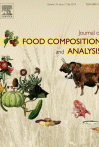 Journal of
FOOD COMPOSITION
and ANALYSIS